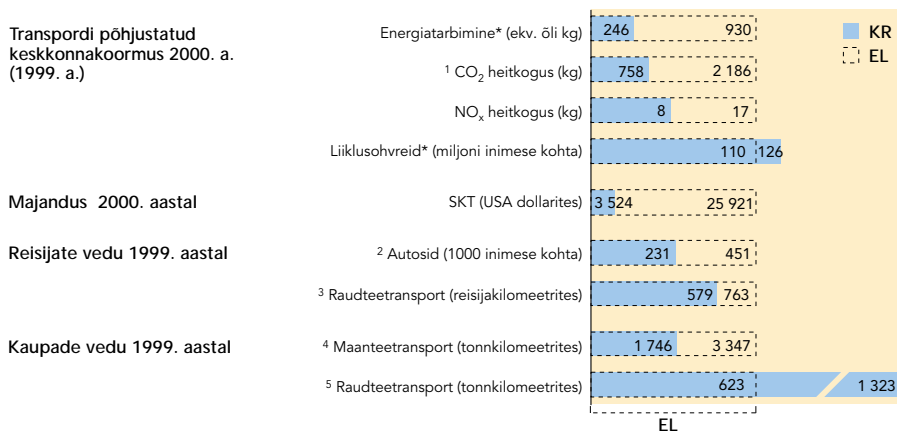 Transpordi põhjustatud
keskkonnakoormus 2000. a.
(1999. a.)
Energiatarbimine* (ekv. õli kg) 246 930
¹ CO₂ heitkogus (kg) 758 2 186
NOₓ heitkogus (kg) 8 17
Liiklusohvreid* (miljoni inimese kohta) 110 126
KR
EL
Majandus 2000. aastal
SKT (USA dollarites) 3 524 25 921
Reisijate vedu 1999. aastal
² Autosid (1000 inimese kohta) 231 451
³ Raudteetransport (reisijakilomeetrites) 579 763
Kaupade vedu 1999. aastal
⁴ Maanteetransport (tonnkilomeetrites) 1 746 3 347
⁵ Raudteetransport (tonnkilomeetrites) 623 1 323
EL